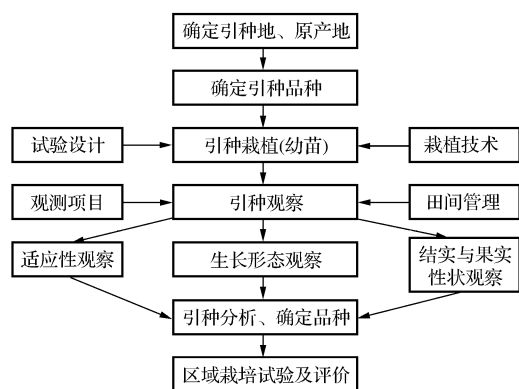 确定引种地、原产地
确定引种品种
试验设计
引种栽植(幼苗)
栽植技术
观测项目
引种观察
田间管理
适应性观察
生长形态观察
结实与果实
性状观察
引种分析、确定品种
区域栽培试验及评价